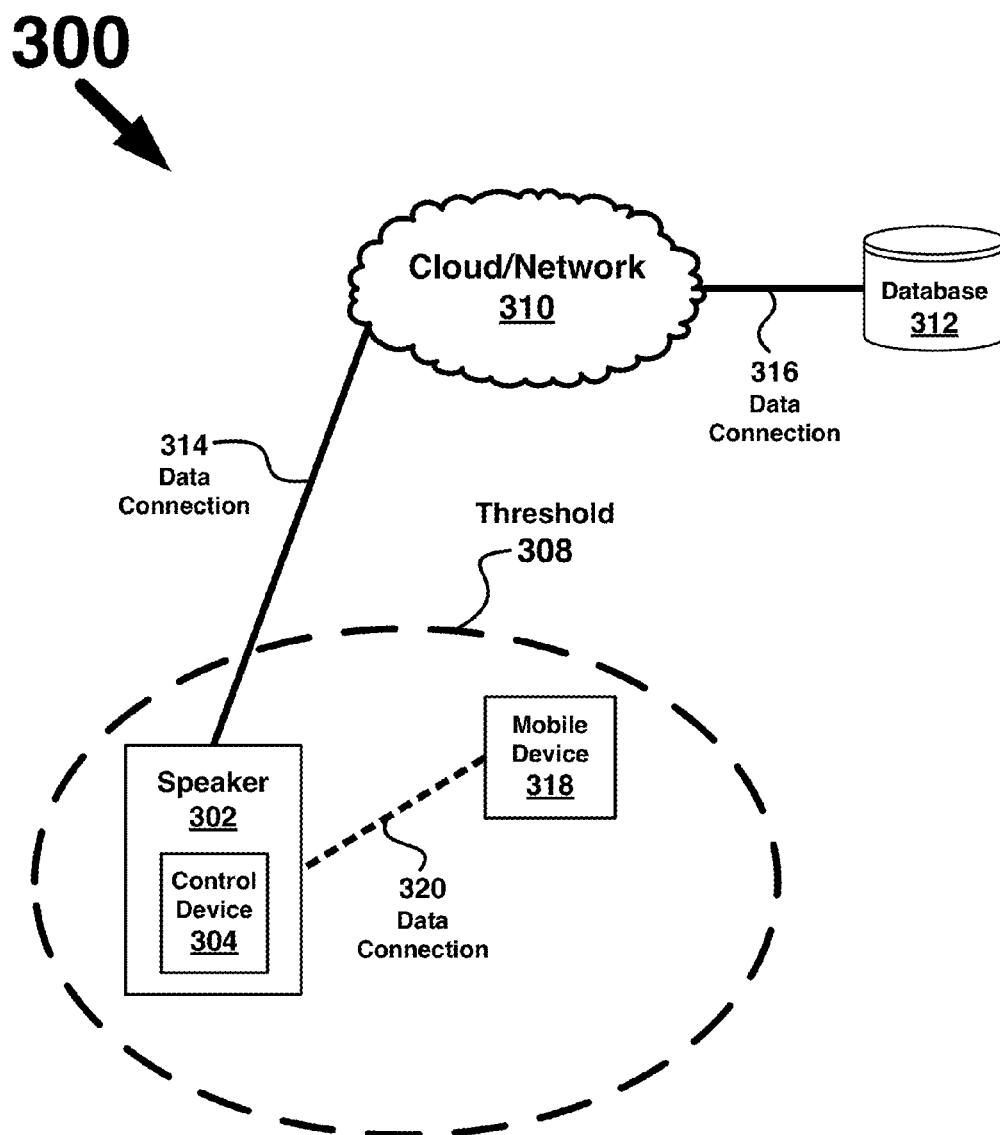 300
Cloud/Network
310
Database
312
316
Data
Connection
314
Data
Connection
Threshold
308
Mobile
Device
318
Speaker
302
Control
Device
304
320
Data
Connection